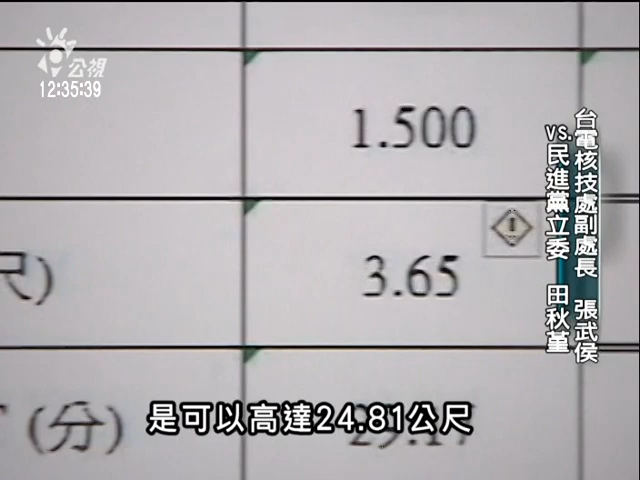 公視
12:35:39
台電核技處副處長 張武侯
VS.民進黨立委 田秋堇
1.500
尺)
3.65
(分)
是可以高達24.81公尺